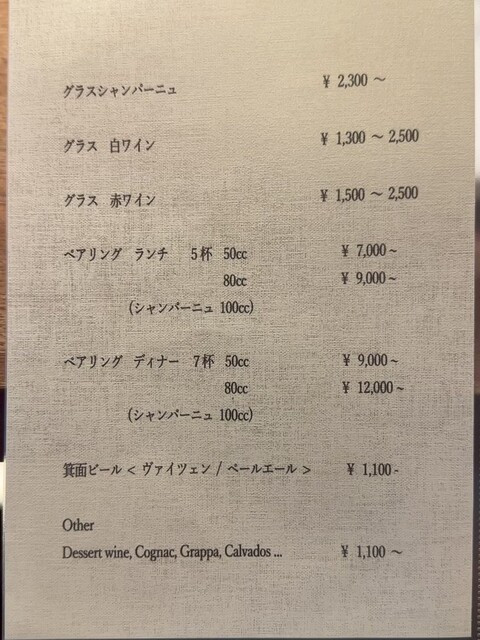 グラスシャンパーニュ ¥ 2,300 ～
グラス 白ワイン ¥ 1,300 ～ 2,500
グラス 赤ワイン ¥ 1,500 ～ 2,500
ペアリング ランチ 5杯 50cc ¥ 7,000～
80cc ¥ 9,000～
(シャンパーニュ 100cc)
ペアリング ディナー 7杯 50cc ¥ 9,000～
80cc ¥ 12,000～
(シャンパーニュ 100cc)
箕面ビール < ヴァイツェン / ペールエール > ¥ 1,100-
Other
Dessert wine, Cognac, Grappa, Calvados ... ¥ 1,100 ～